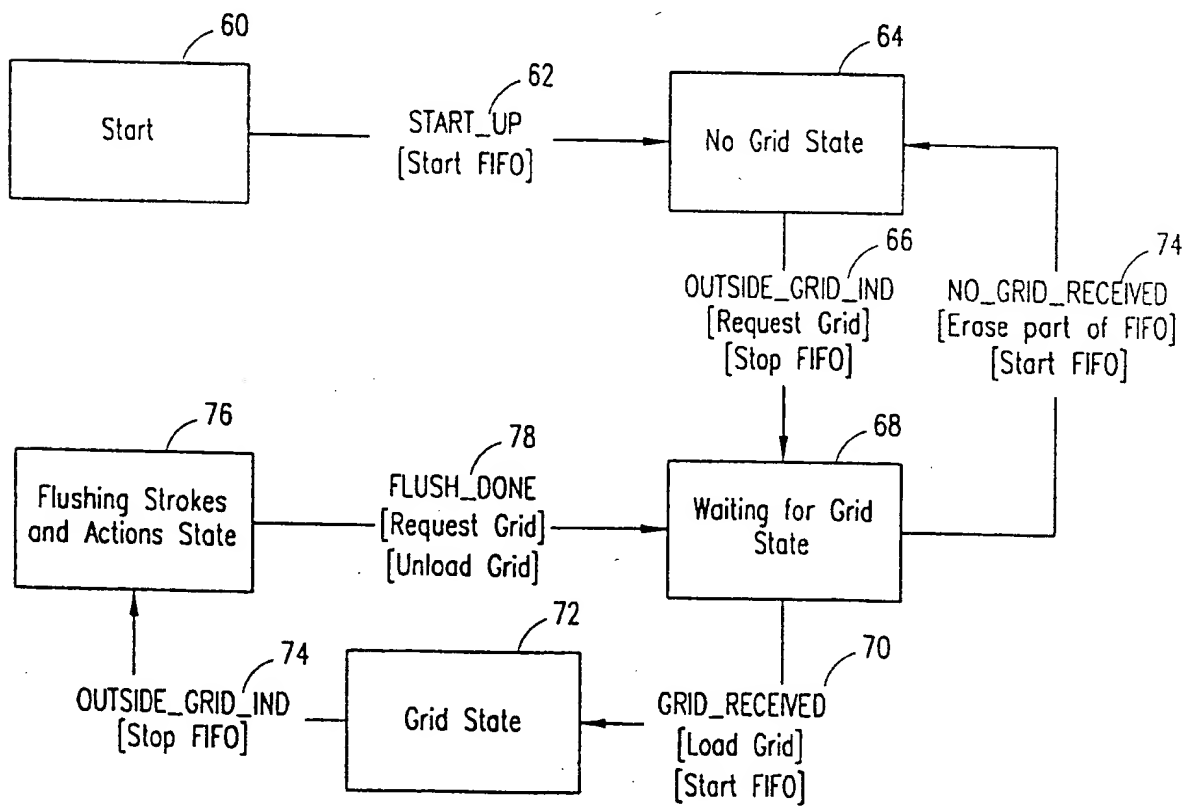 60
Start
62
START_UP
[Start FIFO]
64
No Grid State
66
OUTSIDE_GRID_IND
[Request Grid]
[Stop FIFO]
74
NO_GRID_RECEIVED
[Erase part of FIFO]
[Start FIFO]
76
Flushing Strokes
and Actions State
78
FLUSH_DONE
[Request Grid]
[Unload Grid]
68
Waiting for Grid
State
74
OUTSIDE_GRID_IND
[Stop FIFO]
72
Grid State
70
GRID_RECEIVED
[Load Grid]
[Start FIFO]